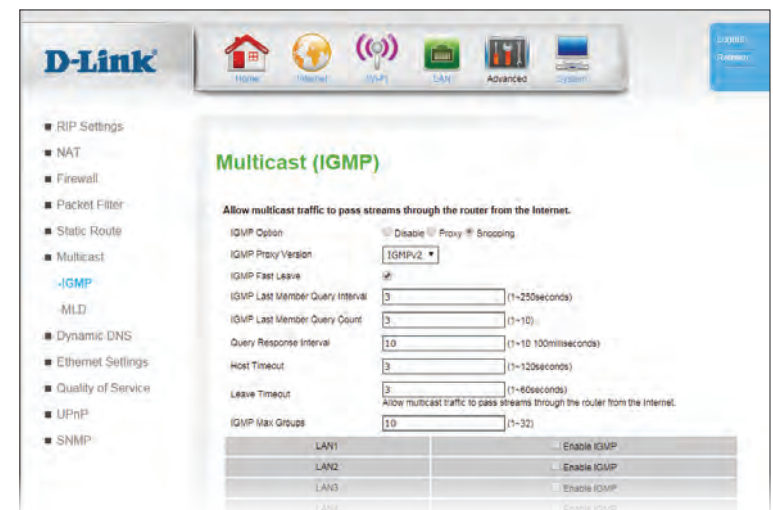 D-Link
Home
Internet
Wi-Fi
LAN
Advanced
System
Refresh
RIP Settings
NAT
Firewall
Packet Filter
Static Route
Multicast
-IGMP
-MLD
Dynamic DNS
Ethernet Settings
Quality of Service
UPnP
SNMP
Multicast (IGMP)
Allow multicast traffic to pass streams through the router from the Internet.
IGMP Option Disable Proxy Snooping
IGMP Proxy Version IGMPv2
IGMP Fast Leave
IGMP Last Member Query Interval 3 (1~250seconds)
IGMP Last Member Query Count 3 (1~10)
Query Response Interval 10 (1~10 100milliseconds)
Host Timeout 3 (1~120seconds)
Leave Timeout 3 (1~60seconds)
Allow multicast traffic to pass streams through the router from the Internet.
IGMP Max Groups 10 (1~32)
LAN1 Enable IGMP
LAN2 Enable IGMP
LAN3 Enable IGMP
LAN4 Enable IGMP